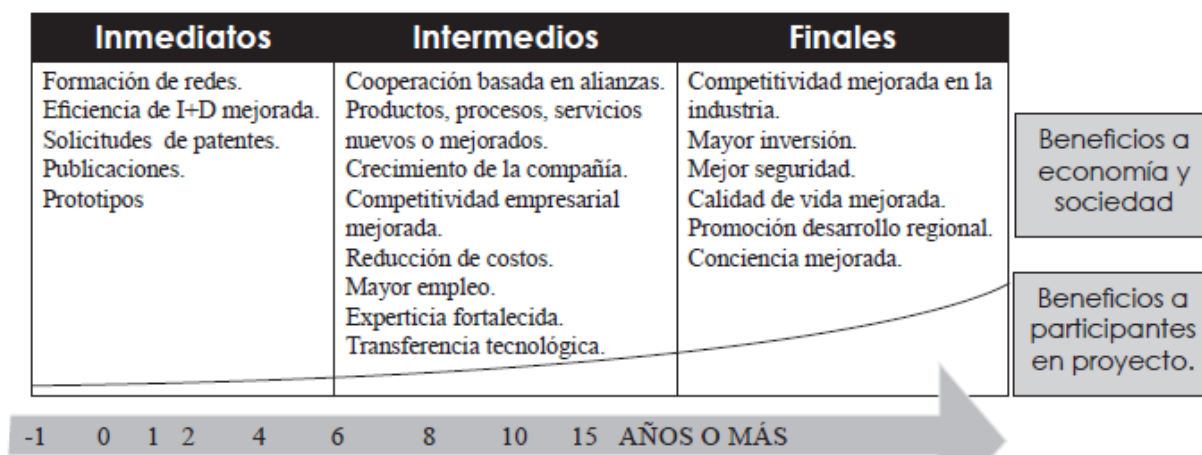 Inmediatos
Formación de redes.
Eficiencia de I+D mejorada.
Solicitudes de patentes.
Publicaciones.
Prototipos
Intermedios
Cooperación basada en alianzas.
Productos, procesos, servicios
nuevos o mejorados.
Crecimiento de la compañía.
Competitividad empresarial
mejorada.
Reducción de costos.
Mayor empleo.
Experticia fortalecida.
Transferencia tecnológica.
Finales
Competitividad mejorada en la
industria.
Mayor inversión.
Mejor seguridad.
Calidad de vida mejorada.
Promoción desarrollo regional.
Conciencia mejorada.
Beneficios a
economía y
sociedad
Beneficios a
participantes
en proyecto.
-1 0 1 2 4 6 8 10 15 AÑOS O MÁS